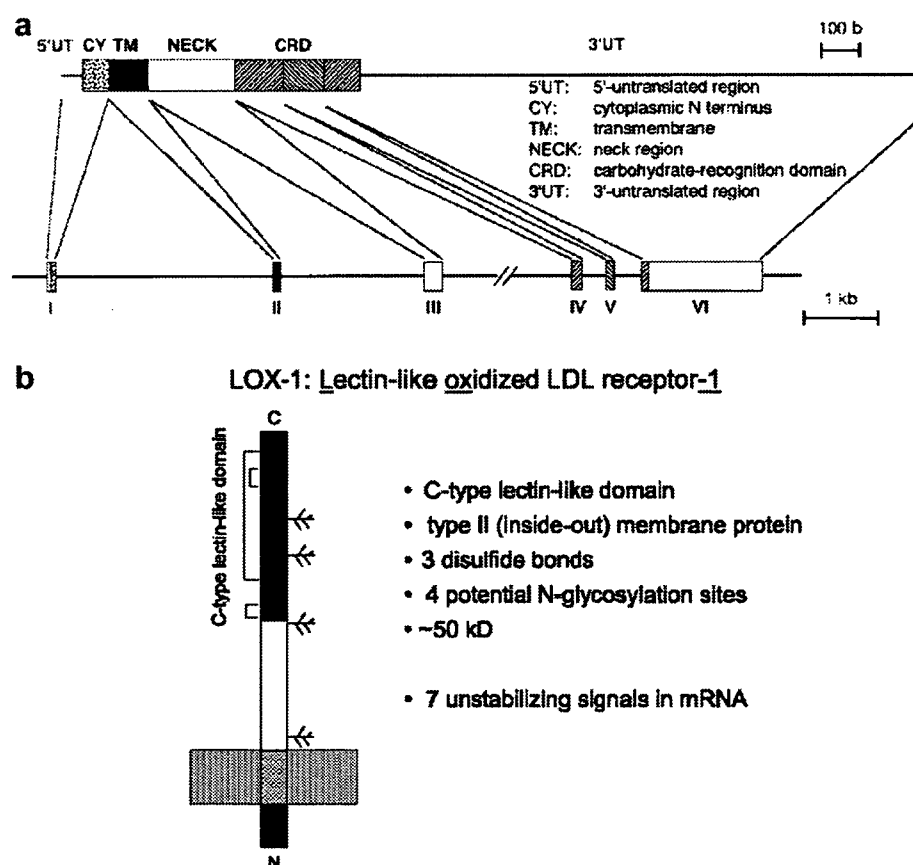 a
5'UT CY TM NECK CRD 3'UT 100 b
5'UT: 5'-untranslated region
CY: cytoplasmic N terminus
TM: transmembrane
NECK: neck region
CRD: carbohydrate-recognition domain
3'UT: 3'-untranslated region
I II III IV V VI
1 kb
b
LOX-1: Lectin-like oxidized LDL receptor-1
C
C-type lectin-like domain
• C-type lectin-like domain
• type II (inside-out) membrane protein
• 3 disulfide bonds
• 4 potential N-glycosylation sites
• ~50 kD
• 7 unstabilizing signals in mRNA
N